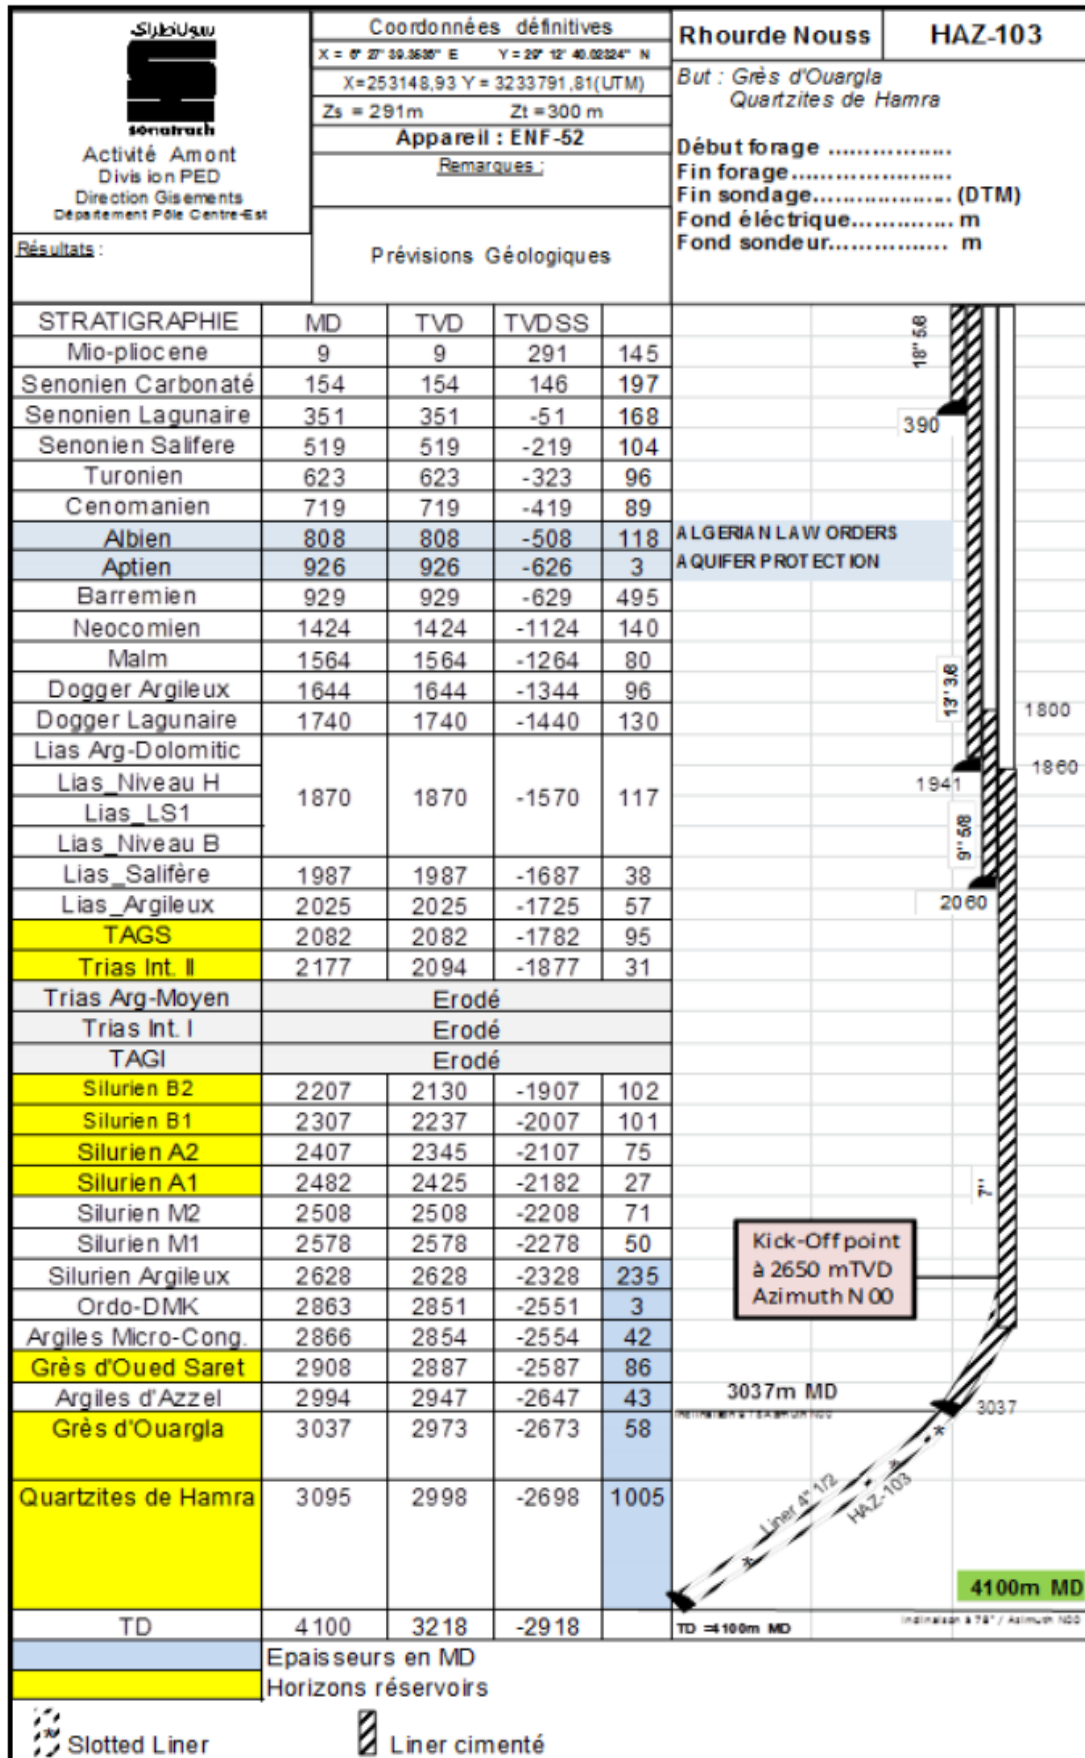 سوناطراك
sonatrach
Activité Amont
Division PED
Direction Gisements
Département Pôle Centre-Est
Résultats :
Coordonnées définitives
X=253148,93 Y = 3233791,81(UTM)
Zs = 291m Zt =300 m
Appareil : ENF-52
Remarques :
Prévisions Géologiques
Rhourde Nouss HAZ-103
But : Grès d'Ouargla
Quartzites de Hamra
Début forage ................
Fin forage.....................
Fin sondage.................. (DTM)
Fond éléctrique............. m
Fond sondeur............... m
STRATIGRAPHIE MD TVD TVDSS
Mio-pliocene 9 9 291 145
Senonien Carbonaté 154 154 146 197
Senonien Lagunaire 351 351 -51 168
Senonien Salifere 519 519 -219 104
Turonien 623 623 -323 96
Cenomanien 719 719 -419 89
Albien 808 808 -508 118
Aptien 926 926 -626 3
Barremien 929 929 -629 495
Neocomien 1424 1424 -1124 140
Malm 1564 1564 -1264 80
Dogger Argileux 1644 1644 -1344 96
Dogger Lagunaire 1740 1740 -1440 130
Lias Arg-Dolomitic
Lias_Niveau H
Lias_LS1
Lias_Niveau B
1870 1870 -1570 117
Lias_Salifère 1987 1987 -1687 38
Lias_Argileux 2025 2025 -1725 57
TAGS 2082 2082 -1782 95
Trias Int. II 2177 2094 -1877 31
Trias Arg-Moyen Erodé
Trias Int. I Erodé
TAGI Erodé
Silurien B2 2207 2130 -1907 102
Silurien B1 2307 2237 -2007 101
Silurien A2 2407 2345 -2107 75
Silurien A1 2482 2425 -2182 27
Silurien M2 2508 2508 -2208 71
Silurien M1 2578 2578 -2278 50
Silurien Argileux 2628 2628 -2328 235
Ordo-DMK 2863 2851 -2551 3
Argiles Micro-Cong. 2866 2854 -2554 42
Grès d'Oued Saret 2908 2887 -2587 86
Argiles d'Azzel 2994 2947 -2647 43
Grès d'Ouargla 3037 2973 -2673 58
Quartzites de Hamra 3095 2998 -2698 1005
TD 4100 3218 -2918
18" 5/8
390
ALGERIAN LAW ORDERS
AQUIFER PROTECTION
13" 3/8
1800
1860
1941
9" 5/8
2060
7"
Kick-Off point
à 2650 mTVD
Azimuth N 00
3037m MD
3037
Liner 4" 1/2
HAZ-103
4100m MD
TD =4100m MD
Inclinaison à 78° / Azimuth N00
Epaisseurs en MD
Horizons réservoirs
Slotted Liner
Liner cimenté